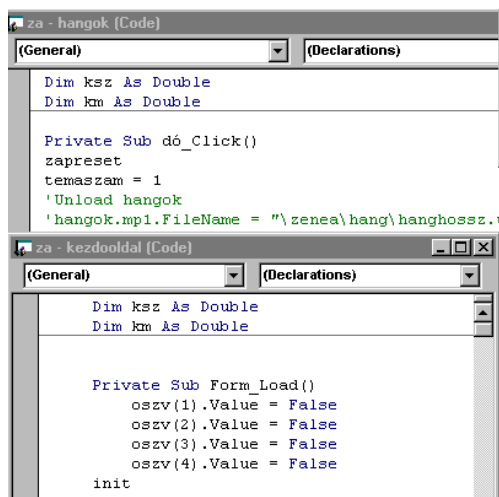 za - hangok (Code)
(General) (Declarations)
Dim ksz As Double
Dim km As Double
Private Sub dó_Click()
zapreset
temaszam = 1
'Unload hangok
'hangok.mp1.FileName = "\zenea\hang\hanghossz.
za - kezdooldal (Code)
(General) (Declarations)
Dim ksz As Double
Dim km As Double
Private Sub Form_Load()
oszv(1).Value = False
oszv(2).Value = False
oszv(3).Value = False
oszv(4).Value = False
init